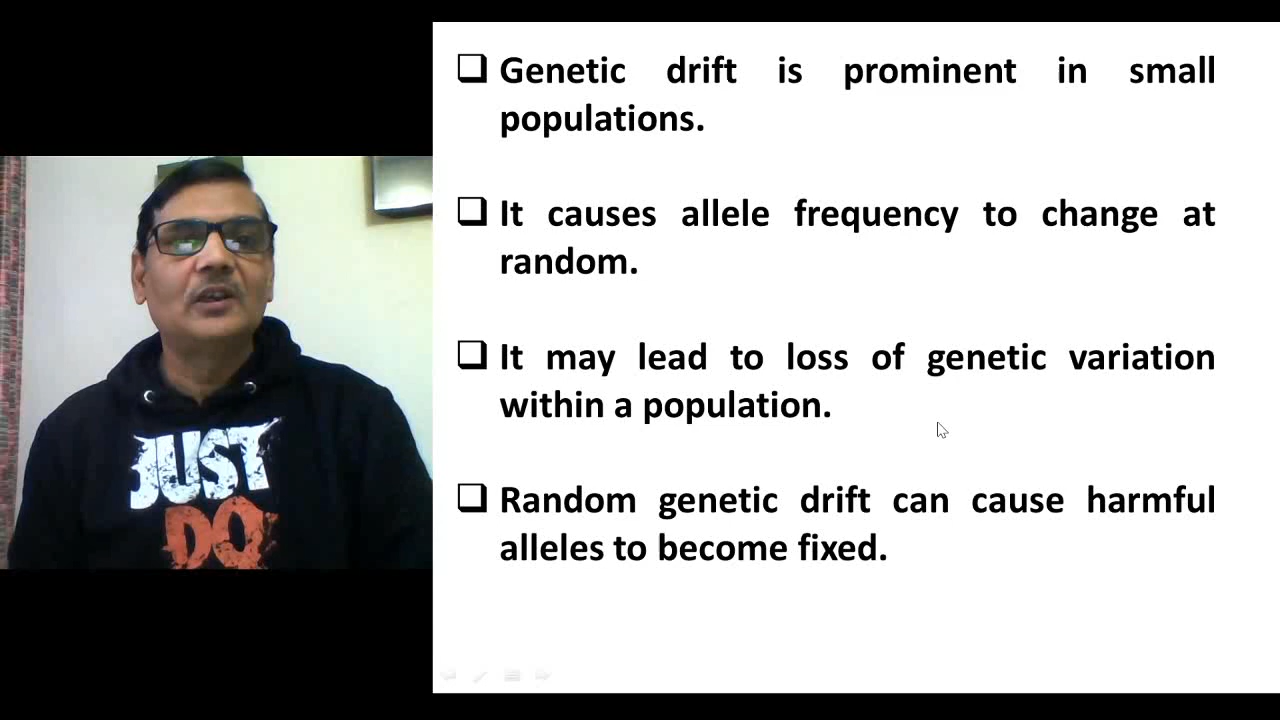 Genetic drift is prominent in small
populations.
It causes allele frequency to change at
random.
It may lead to loss of genetic variation
within a population.
Random genetic drift can cause harmful
alleles to become fixed.
JUST
DO